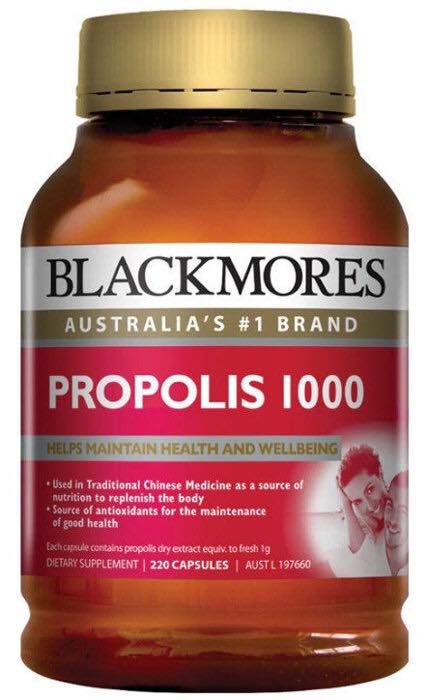 BLACKMORES
AUSTRALIA'S #1 BRAND
PROPOLIS 1000
HELPS MAINTAIN HEALTH AND WELLBEING
• Used in Traditional Chinese Medicine as a source of
nutrition to replenish the body
• Source of antioxidants for the maintenance
of good health
Each capsule contains propolis dry extract equiv. to fresh 1g
DIETARY SUPPLEMENT | 220 CAPSULES | AUST L 197660